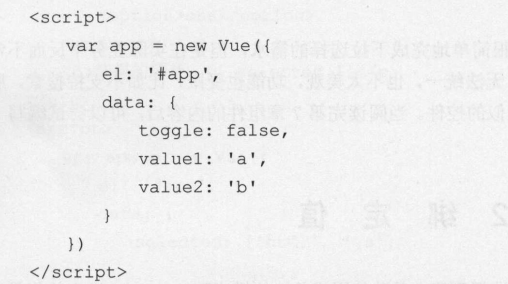 <script>
var app = new Vue({
el: '#app',
data: {
toggle: false,
value1: 'a',
value2: 'b'
}
})
</script>